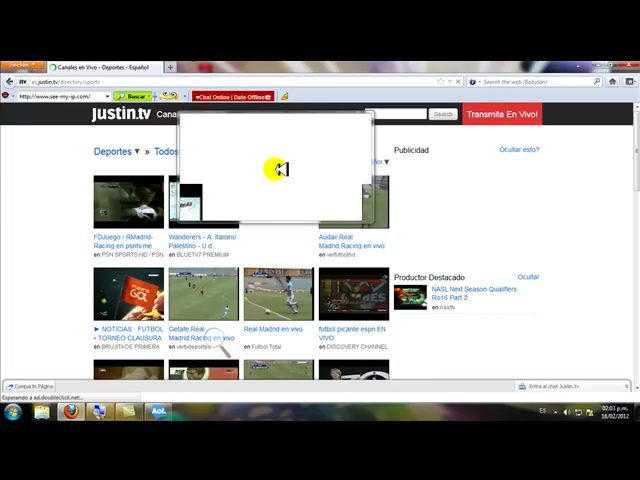 Firefox
Canales en Vivo - Deportes - Español
es.justin.tv/directory/sports
Search the web (Babylon)
http://www.see-my-ip.com/
Buscar
Chat Online | Date Offline
justin.tv
Search
Transmite En Vivo!
Deportes ▼ » Todos
Publicidad
Ocultar esto?
FDJuego / RMadrid-
Racing en psntv.me
en PSN SPORTS HD / PSN
Wanderers - A. Italiano
Palestino - U d..
en BLUETV7 PREMIUM
Audax.Real
Madrid,Racing en vivo
en verfutbolhd
Productor Destacado
Ocultar
NASL Next Season Qualifiers
Ro16 Part 2
en nasltv
► NOTICIAS · FUTBOL
• TORNEO CLAUSURA
en BRUJITA DE PRIMERA
Getafe.Real
Madrid,Racing en vivo
en vertvdeportes
Real Madrid en vivo
en Futbol Total
futbol picante espn EN
VIVO
en DISCOVERY CHANNEL
Compartir Página
Entra al chat Justin.tv
Esperando a ad.doubleclick.net...
Aol.
ES
02:03 p.m.
18/02/2012